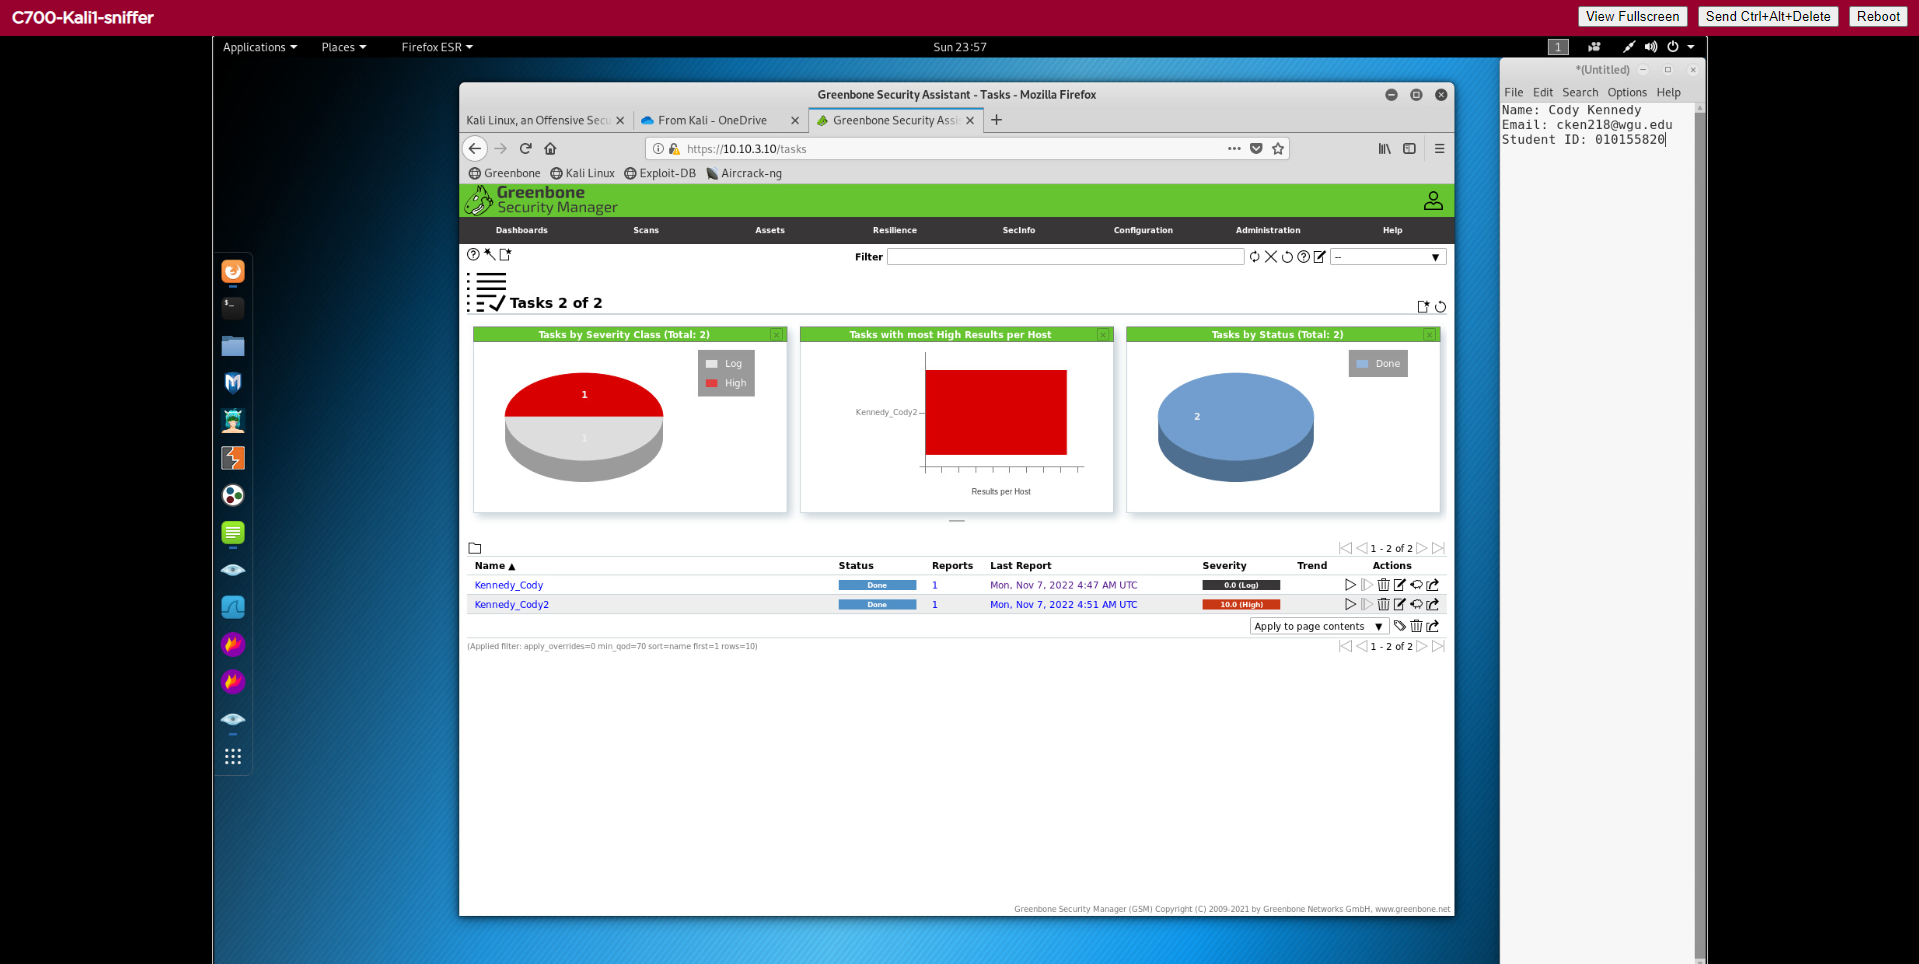 C700-Kali1-sniffer
View Fullscreen
Send Ctrl+Alt+Delete
Reboot
Applications
Places
Firefox ESR
Sun 23:57
1
*(Untitled)
File Edit Search Options Help
Name: Cody Kennedy
Email: cken218@wgu.edu
Student ID: 010155820
Greenbone Security Assistant - Tasks - Mozilla Firefox
Kali Linux, an Offensive Secu
From Kali - OneDrive
Greenbone Security Assis
https://10.10.3.10/tasks
Greenbone
Kali Linux
Exploit-DB
Aircrack-ng
Greenbone
Security Manager
Dashboards
Scans
Assets
Resilience
SecInfo
Configuration
Administration
Help
Filter
--
Tasks 2 of 2
Tasks by Severity Class (Total: 2)
Log
High
1
1
Tasks with most High Results per Host
Kennedy_Cody2
Results per Host
Tasks by Status (Total: 2)
Done
2
1 - 2 of 2
Name Status Reports Last Report Severity Trend Actions
Kennedy_Cody Done 1 Mon, Nov 7, 2022 4:47 AM UTC 0.0 (Log)
Kennedy_Cody2 Done 1 Mon, Nov 7, 2022 4:51 AM UTC 10.0 (High)
Apply to page contents
(Applied filter: apply_overrides=0 min_qod=70 sort=name first=1 rows=10)
1 - 2 of 2
Greenbone Security Manager (GSM) Copyright (C) 2009-2021 by Greenbone Networks GmbH, www.greenbone.net